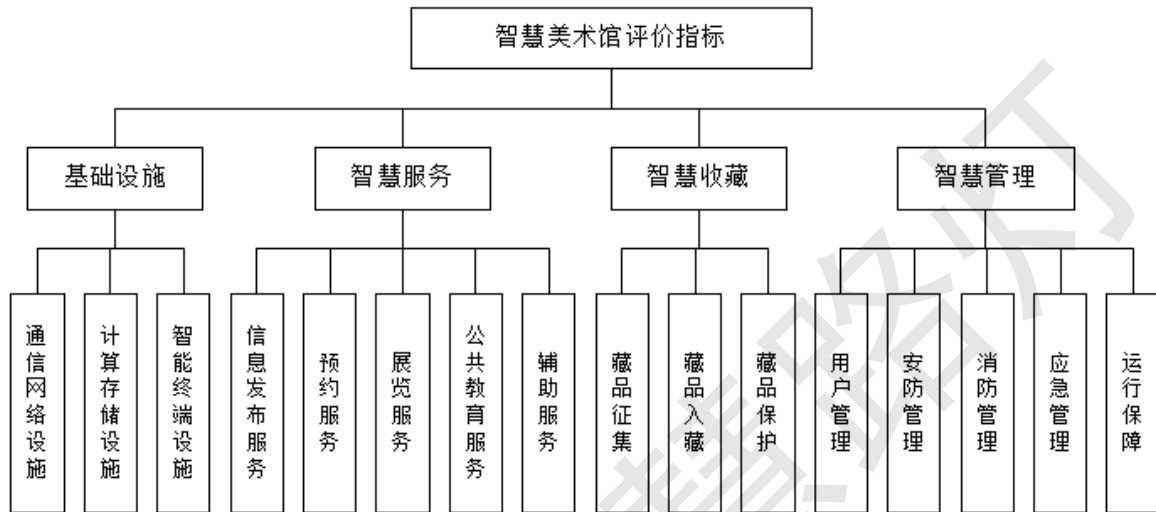 智慧美术馆评价指标
基础设施
智慧服务
智慧收藏
智慧管理
通信网络设施
计算存储设施
智能终端设施
信息发布服务
预约服务
展览服务
公共教育服务
辅助服务
藏品征集
藏品入藏
藏品保护
用户管理
安防管理
消防管理
应急管理
运行保障
慧路灯